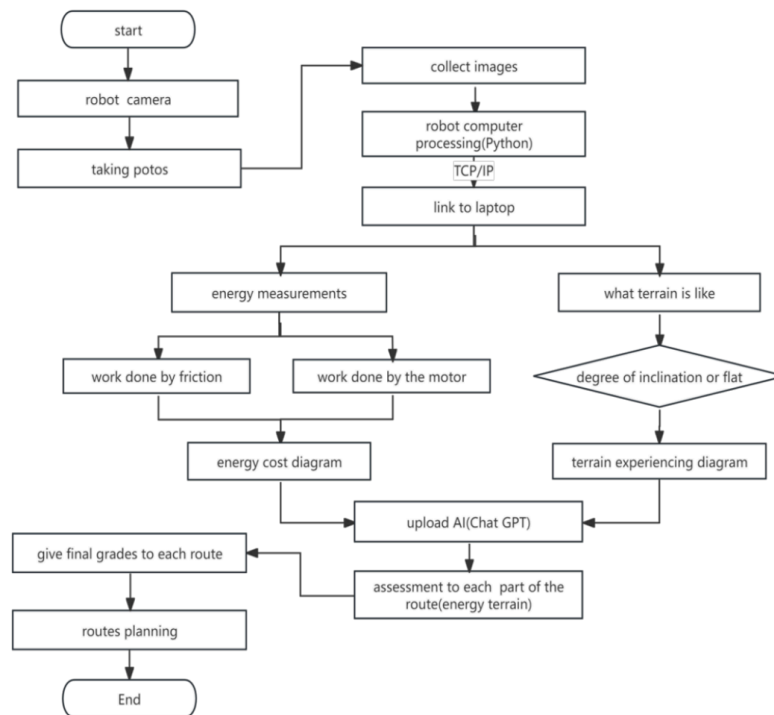 start
robot camera
taking potos
collect images
robot computer
processing(Python)
TCP/IP
link to laptop
energy measurements
what terrain is like
work done by friction
work done by the motor
degree of inclination or flat
energy cost diagram
terrain experiencing diagram
upload AI(Chat GPT)
assessment to each part of the
route(energy terrain)
give final grades to each route
routes planning
End